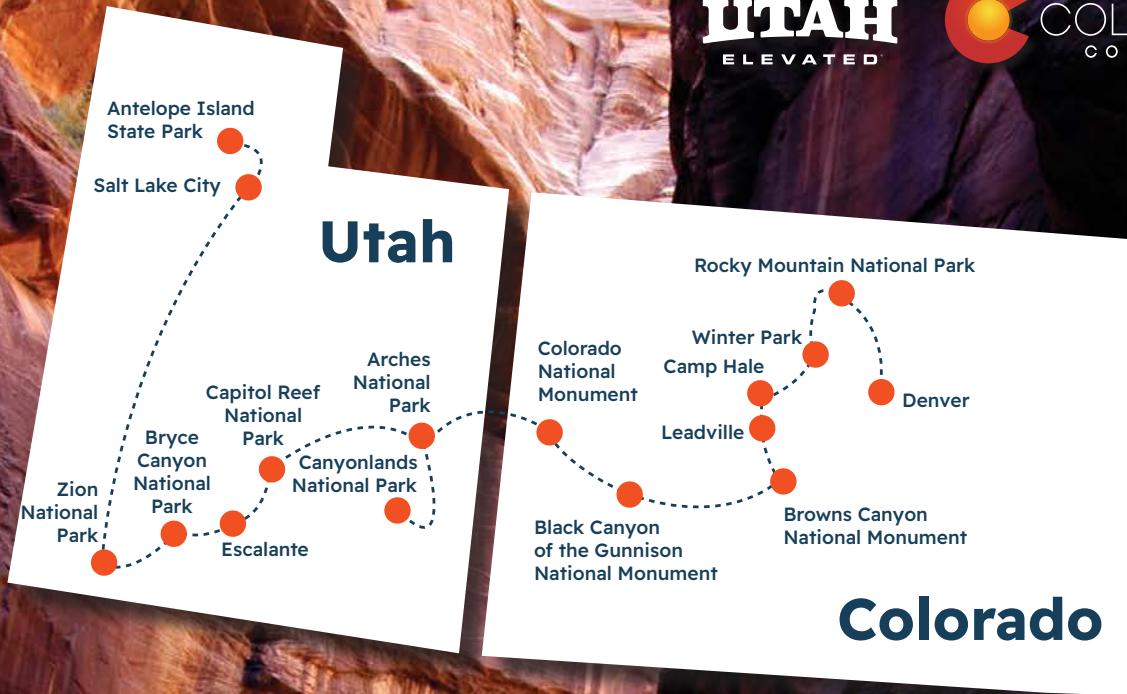 UTAH
ELEVATED
COL
CO
Antelope Island
State Park
Salt Lake City
Utah
Rocky Mountain National Park
Winter Park
Camp Hale
Denver
Leadville
Colorado
National
Monument
Arches
National
Park
Capitol Reef
National
Park
Canyonlands
National Park
Bryce
Canyon
National
Park
Zion
National
Park
Escalante
Black Canyon
of the Gunnison
National Monument
Browns Canyon
National Monument
Colorado